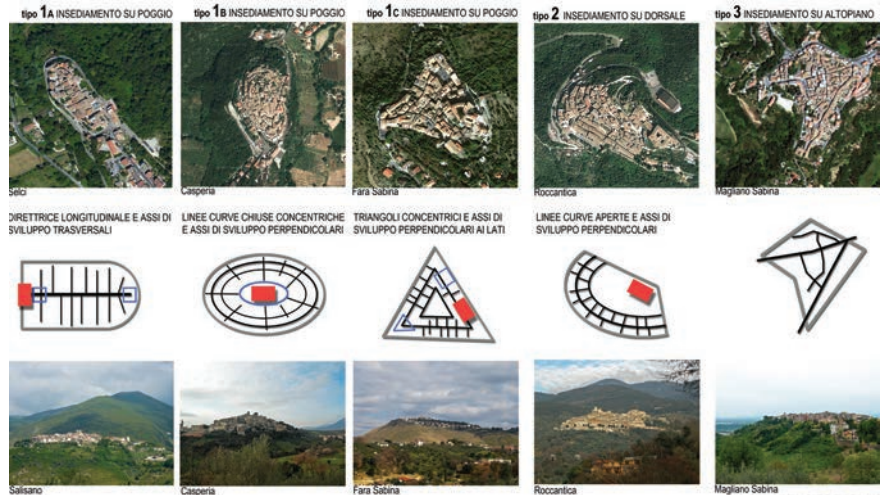 tipo 1A INSEDIAMENTO SU POGGIO
tipo 1B INSEDIAMENTO SU POGGIO
tipo 1C INSEDIAMENTO SU POGGIO
tipo 2 INSEDIAMENTO SU DORSALE
tipo 3 INSEDIAMENTO SU ALTOPIANO
Selci
Casperia
Fara Sabina
Roccantica
Magliano Sabina
DIRETTRICE LONGITUDINALE E ASSI DI
SVILUPPO TRASVERSALI
LINEE CURVE CHIUSE CONCENTRICHE
E ASSI DI SVILUPPO PERPENDICOLARI
TRIANGOLI CONCENTRICI E ASSI DI
SVILUPPO PERPENDICOLARI AI LATI
LINEE CURVE APERTE E ASSI DI
SVILUPPO PERPENDICOLARI
Salisano
Casperia
Fara Sabina
Roccantica
Magliano Sabina